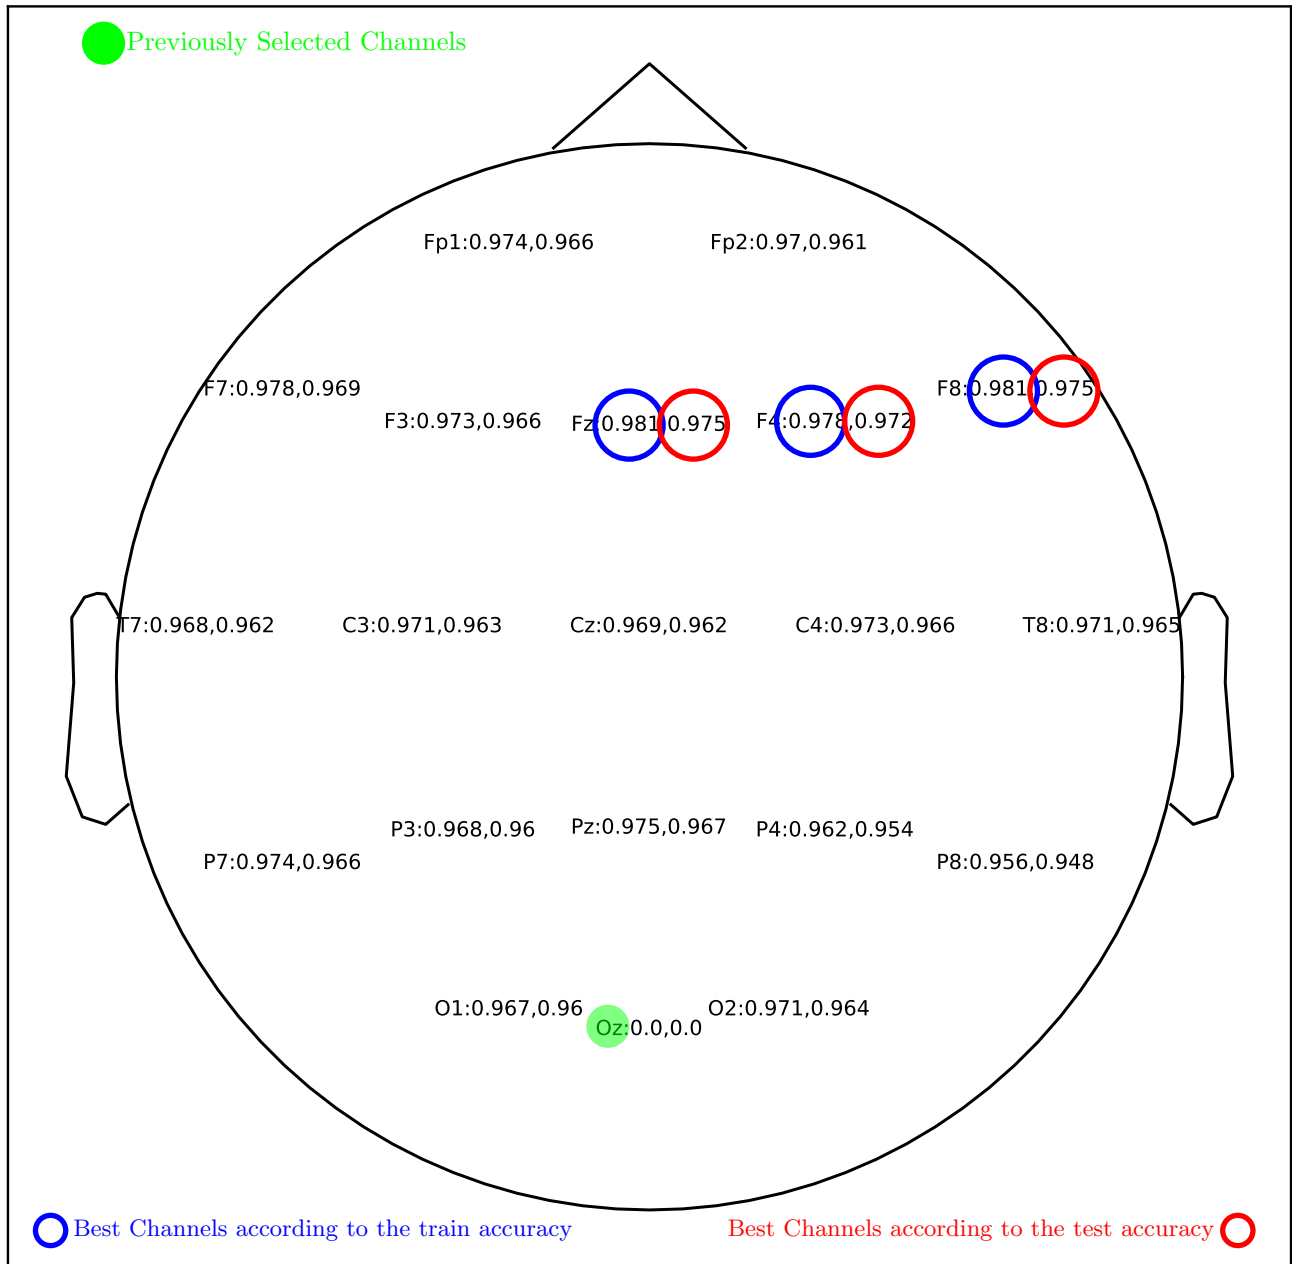 Previously Selected Channels
Fp1:0.974,0.966
Fp2:0.97,0.961
F7:0.978,0.969
F3:0.973,0.966
Fz:0.981,0.975
F4:0.978,0.972
F8:0.981,0.975
T7:0.968,0.962
C3:0.971,0.963
Cz:0.969,0.962
C4:0.973,0.966
T8:0.971,0.965
P7:0.974,0.966
P3:0.968,0.96
Pz:0.975,0.967
P4:0.962,0.954
P8:0.956,0.948
O1:0.967,0.96
Oz:0.0,0.0
O2:0.971,0.964
Best Channels according to the train accuracy
Best Channels according to the test accuracy